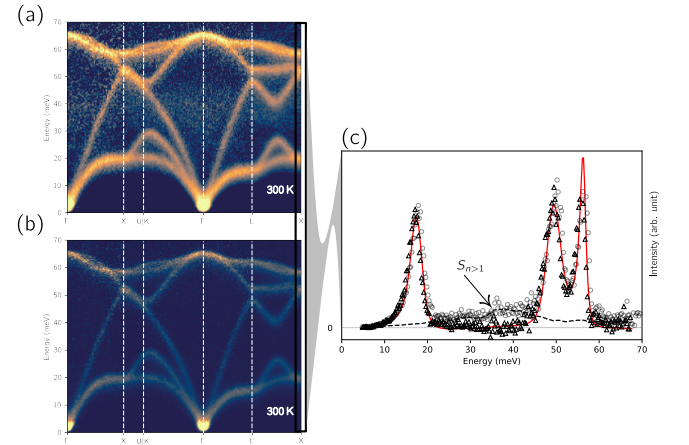 (a)
70
60
50
40
30
20
10
0
Energy (meV)
300 K
Γ X U|K Γ L X
(b)
70
60
50
40
30
20
10
0
Energy (meV)
300 K
Γ X U|K Γ L X
(c)
S_{n>1}
0
0 10 20 30 40 50 60 70
Energy (meV)
Intensity (arb. unit)